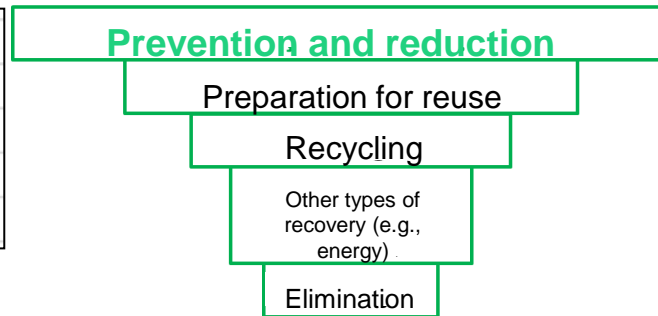 Prevention and reduction
Preparation for reuse
Recycling
Other types of
recovery (e.g.,
energy)
Elimination